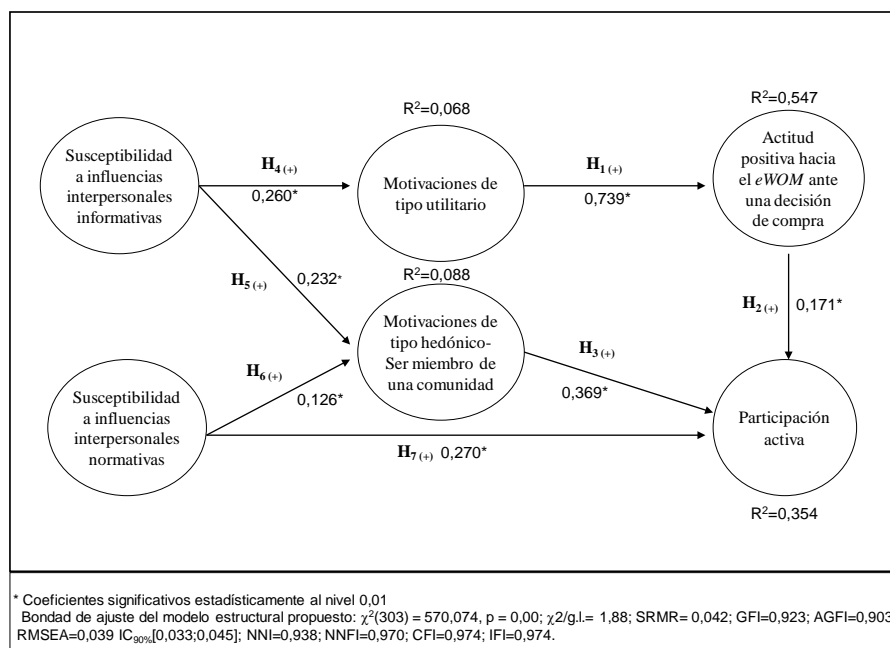 R²=0,068
R²=0,547
Susceptibilidad
a influencias
interpersonales
informativas
H₄ (+)
0,260*
Motivaciones de
tipo utilitario
H₁ (+)
0,739*
Actitud
positiva hacia
el eWOM ante
una decisión
de compra
H₅ (+)
0,232*
R²=0,088
H₂ (+)
0,171*
Motivaciones de
tipo hedónico-
Ser miembro de
una comunidad
H₃ (+)
0,369*
H₆ (+)
0,126*
Susceptibilidad
a influencias
interpersonales
normativas
Participación
activa
H₇ (+) 0,270*
R²=0,354
* Coeficientes significativos estadísticamente al nivel 0,01
Bondad de ajuste del modelo estructural propuesto: χ²(303) = 570,074, p = 0,00; χ2/g.l.= 1,88; SRMR= 0,042; GFI=0,923; AGFI=0,903
RMSEA=0,039 IC₉₀%[0,033;0,045]; NNI=0,938; NNFI=0,970; CFI=0,974; IFI=0,974.